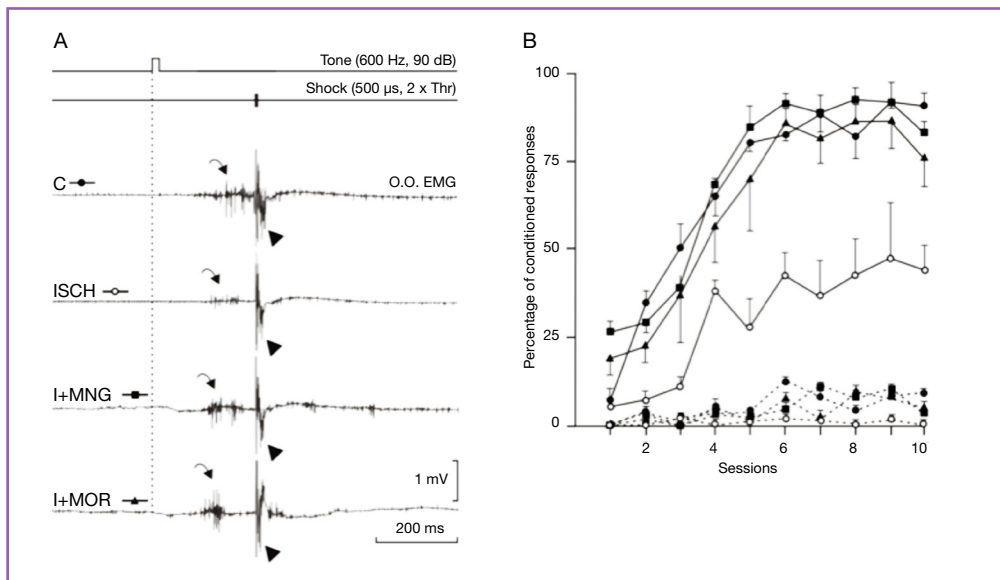 A
Tone (600 Hz, 90 dB)
Shock (500 µs, 2 x Thr)
C
O.O. EMG
ISCH
I+MNG
I+MOR
1 mV
200 ms
B
Percentage of conditioned responses
100
75
50
25
0
2 4 6 8 10
Sessions